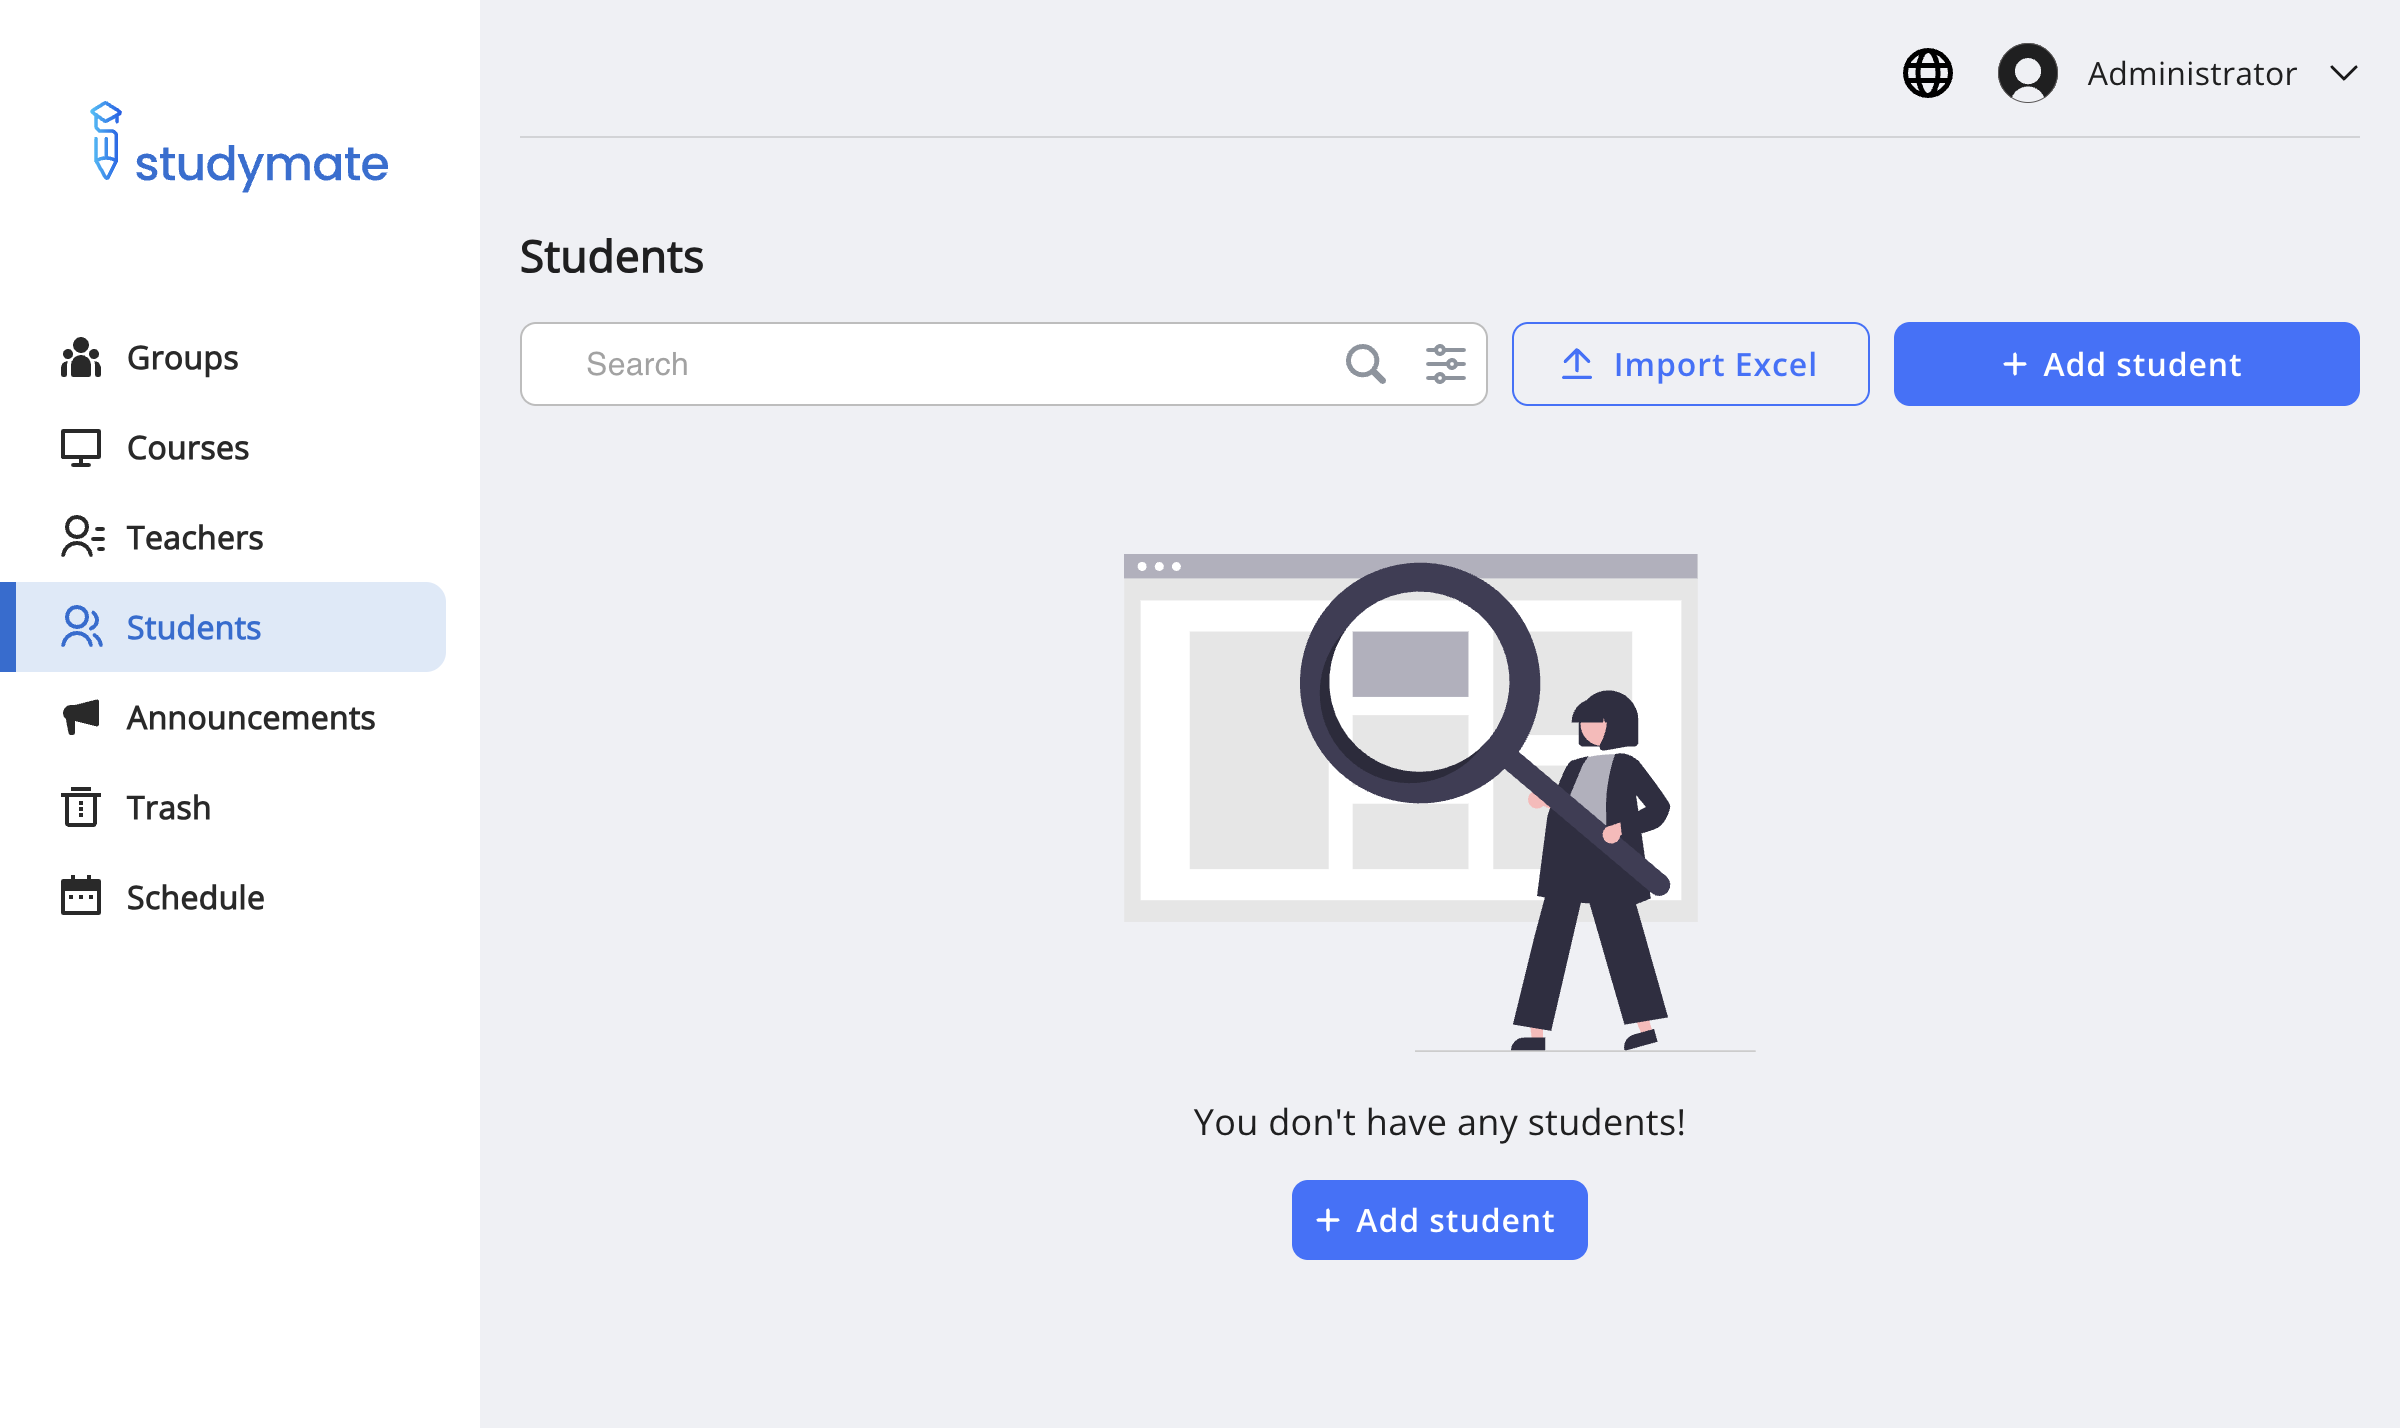 studymate
Administrator
Students
Search
Import Excel
+ Add student
Groups
Courses
Teachers
Students
Announcements
Trash
Schedule
You don't have any students!
+ Add student